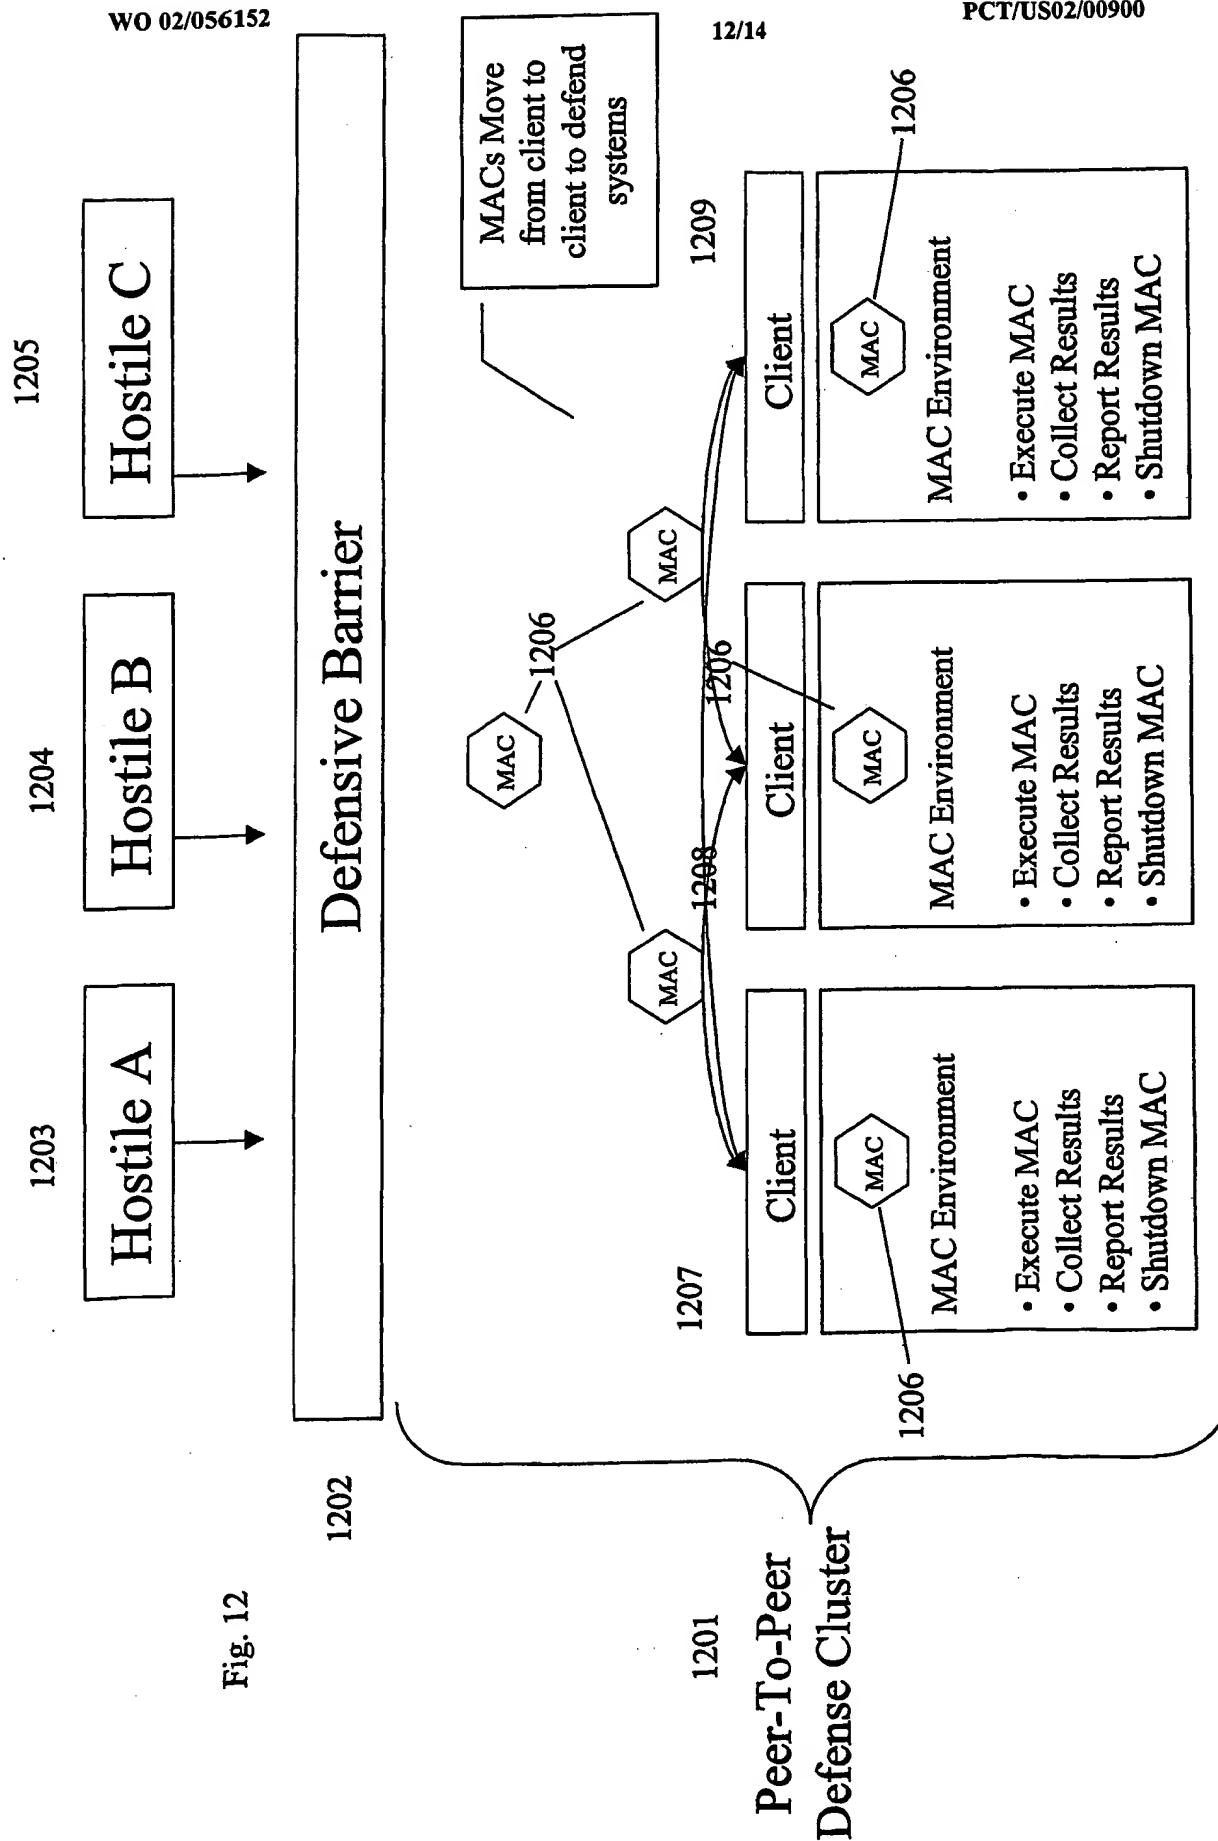 WO 02/056152
12/14
PCT/US02/00900
Fig. 12
1203
1204
1205
Hostile A
Hostile B
Hostile C
1202
Defensive Barrier
MACs Move
from client to
client to defend
systems
1206
MAC
MAC
MAC
1201
Peer-To-Peer
Defense Cluster
1207
1208
1206
1209
Client
Client
Client
MAC
MAC Environment
• Execute MAC
• Collect Results
• Report Results
• Shutdown MAC
1206
MAC
MAC Environment
• Execute MAC
• Collect Results
• Report Results
• Shutdown MAC
MAC
MAC Environment
• Execute MAC
• Collect Results
• Report Results
• Shutdown MAC
1206